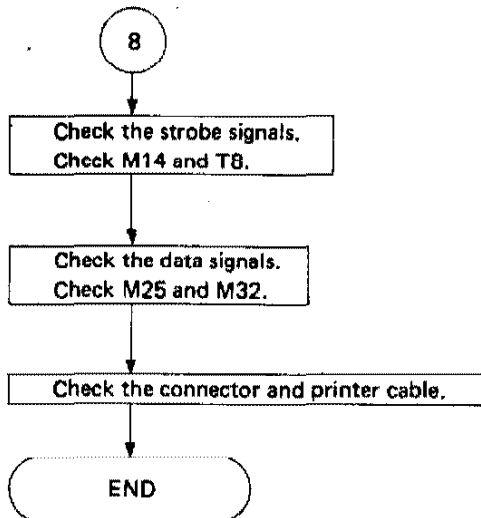 8
Check the strobe signals.
Check M14 and T8.
Check the data signals.
Check M25 and M32.
Check the connector and printer cable.
END